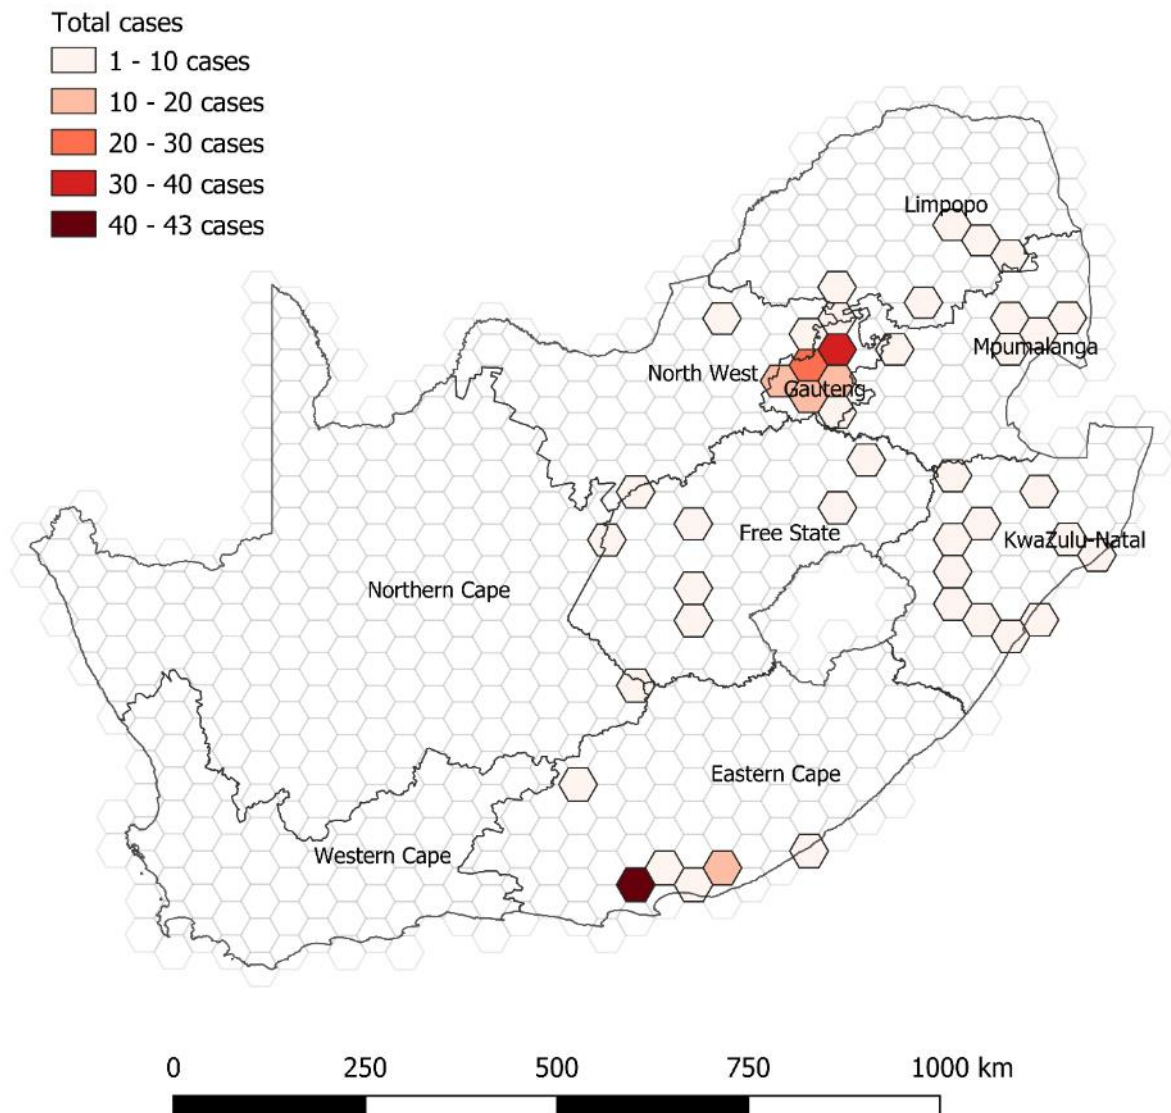 Total cases
1 - 10 cases
10 - 20 cases
20 - 30 cases
30 - 40 cases
40 - 43 cases
Limpopo
Mpumalanga
North West
Gauteng
Free State
KwaZulu-Natal
Northern Cape
Eastern Cape
Western Cape
0 250 500 750 1000 km